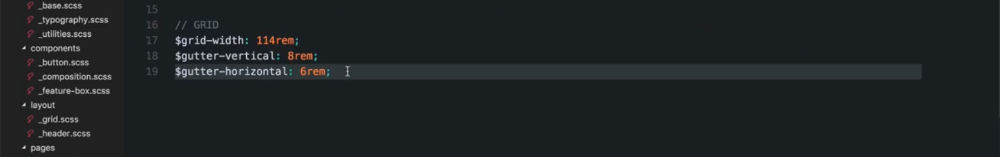 _base.scss
_typography.scss
_utilities.scss
components
_button.scss
_composition.scss
_feature-box.scss
layout
_grid.scss
_header.scss
pages
15
16 // GRID
17 $grid-width: 114rem;
18 $gutter-vertical: 8rem;
19 $gutter-horizontal: 6rem;